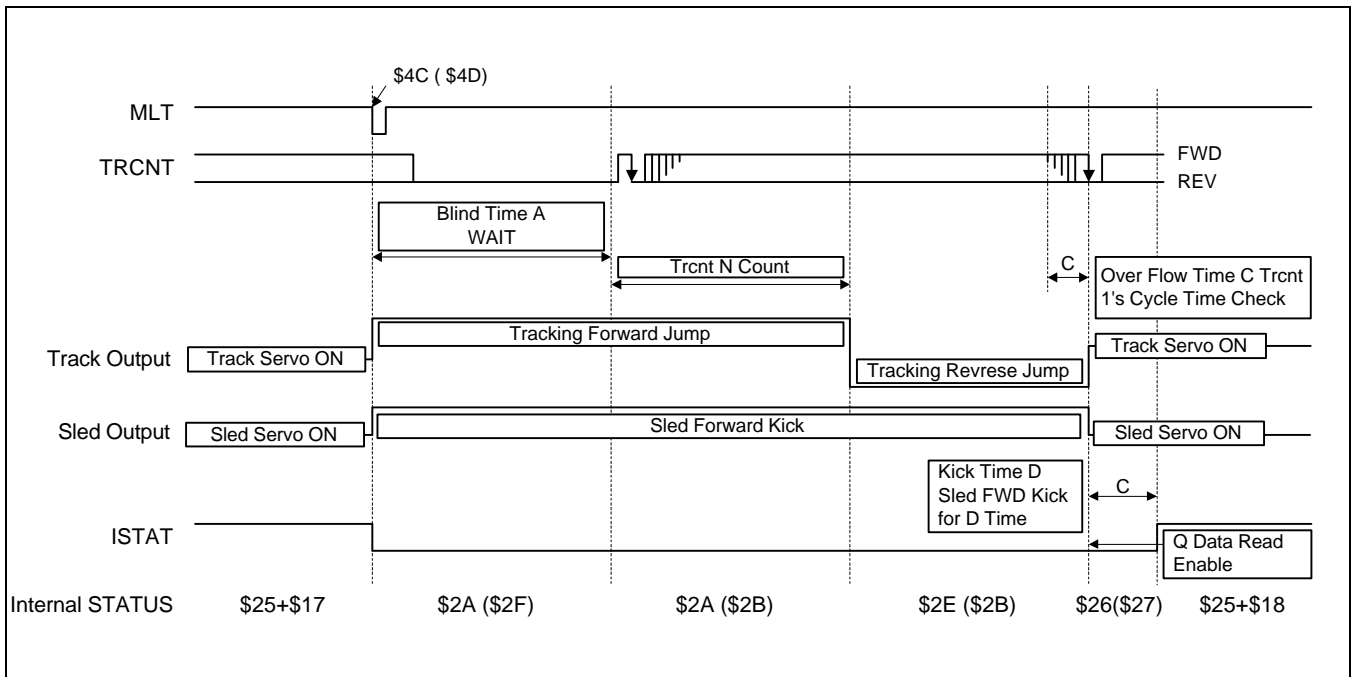 $4C ( $4D)
MLT
TRCNT
FWD
REV
Blind Time A
WAIT
Trcnt N Count
C
Over Flow Time C Trcnt
1's Cycle Time Check
Tracking Forward Jump
Track Output
Track Servo ON
Track Servo ON
Tracking Revrese Jump
Sled Output
Sled Servo ON
Sled Forward Kick
Sled ServO ON
Kick Time D
Sled FWD Kick
for D Time
C
ISTAT
Q Data Read
Enable
Internal STATUS
$25+$17
$2A ($2F)
$2A ($2B)
$2E ($2B)
$26($27)
$25+$18